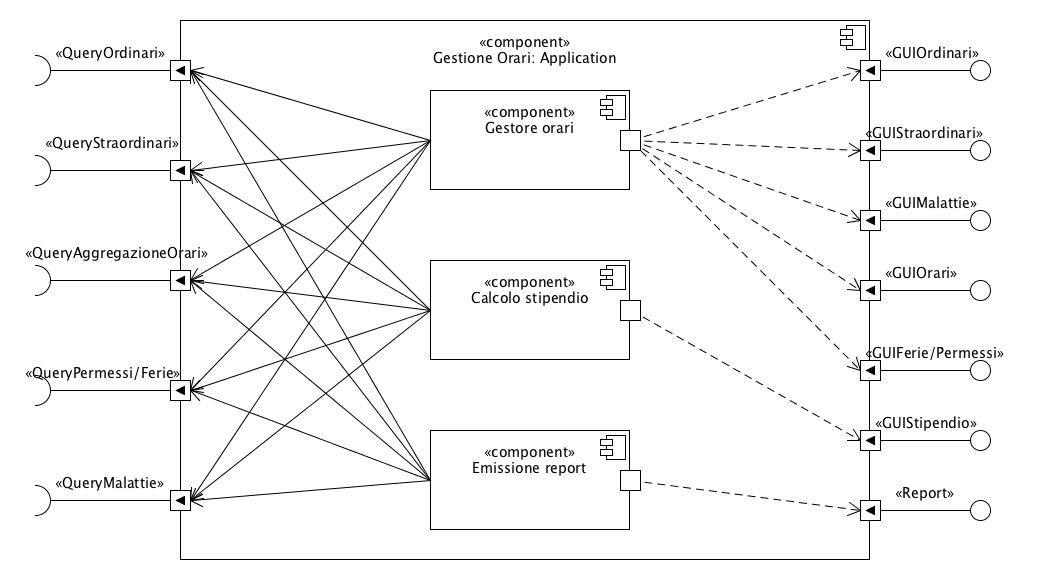 «component»
Gestione Orari: Application
«QueryOrdinari»
«GUIOrdinari»
«component»
Gestore orari
«QueryStraordinari»
«GUIStraordinari»
«GUIMalattie»
«QueryAggregazioneOrari»
«component»
Calcolo stipendio
«GUIOrari»
«QueryPermessi/Ferie»
«GUIFerie/Permessi»
«GUIStipendio»
«component»
Emissione report
«QueryMalattie»
«Report»